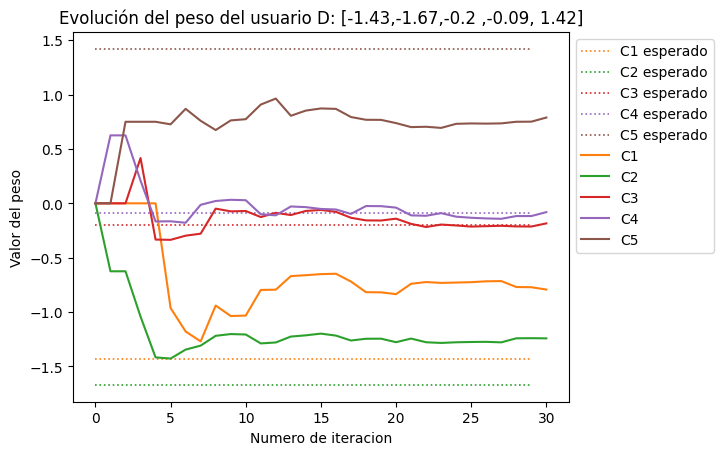 Evolución del peso del usuario D: [-1.43,-1.67,-0.2 ,-0.09, 1.42]
1.5
1.0
0.5
0.0
−0.5
−1.0
−1.5
Valor del peso
0
5
10
15
20
25
30
Numero de iteracion
C1 esperado
C2 esperado
C3 esperado
C4 esperado
C5 esperado
C1
C2
C3
C4
C5